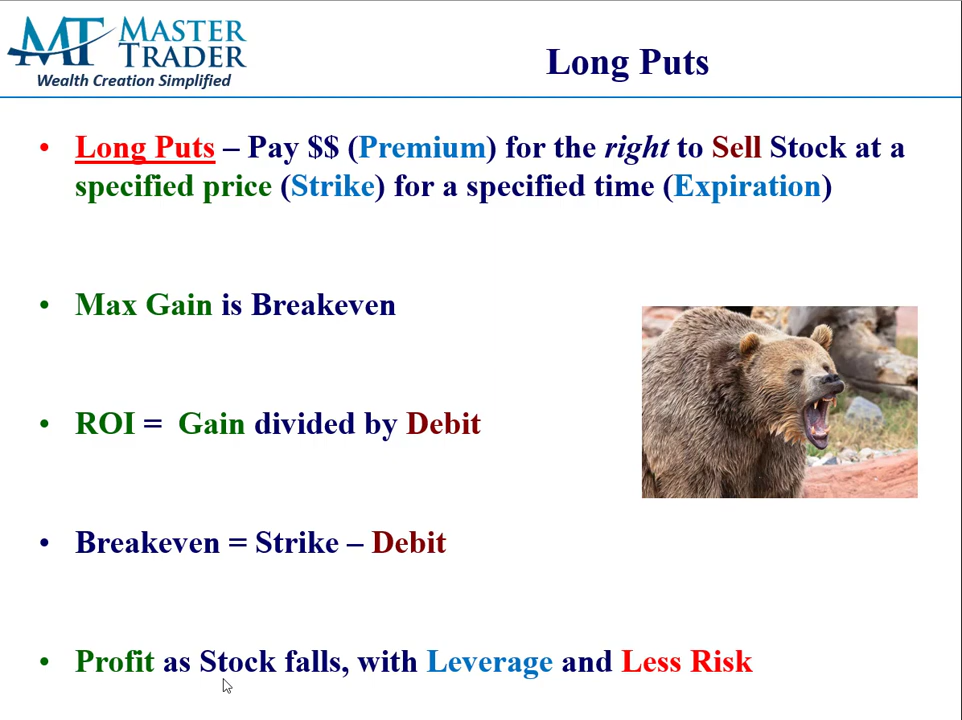 MT MASTER
TRADER
Wealth Creation Simplified
Long Puts
• Long Puts – Pay $$ (Premium) for the right to Sell Stock at a
specified price (Strike) for a specified time (Expiration)
• Max Gain is Breakeven
• ROI = Gain divided by Debit
• Breakeven = Strike – Debit
• Profit as Stock falls, with Leverage and Less Risk